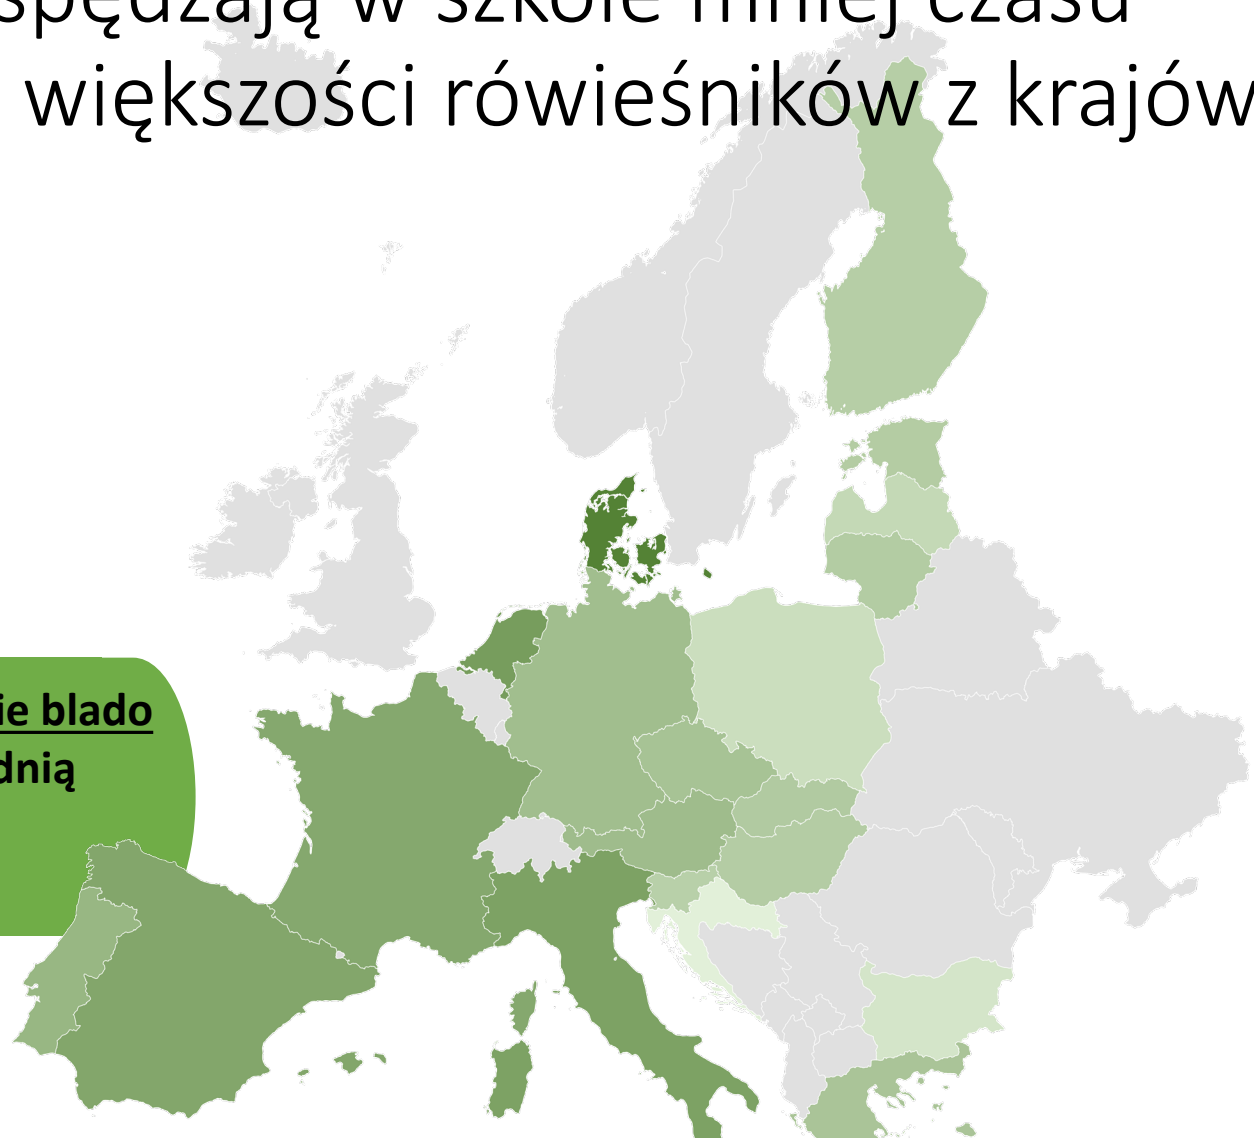 spędzają w szkole mniej czasu
większości rówieśników z krajów
ie blado
dnią